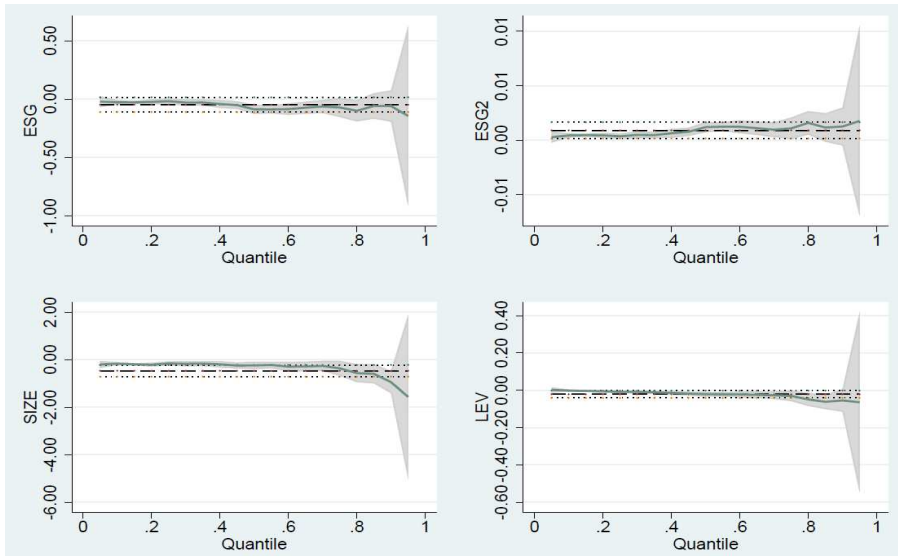 ESG
0.50
0.00
-0.50
-1.00
0 .2 .4 .6 .8 1
Quantile
ESG2
0.01
0.01
0.00
-0.01
0 .2 .4 .6 .8 1
Quantile
SIZE
2.00
0.00
-2.00
-4.00
-6.00
0 .2 .4 .6 .8 1
Quantile
LEV
0.40
0.20
0.00
-0.20
-0.40
-0.60
0 .2 .4 .6 .8 1
Quantile